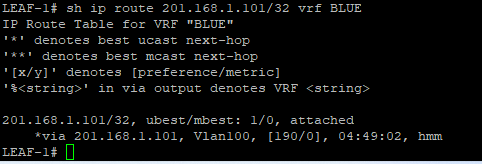 LEAF-1# sh ip route 201.168.1.101/32 vrf BLUE
IP Route Table for VRF "BLUE"
'*' denotes best ucast next-hop
'**' denotes best mcast next-hop
'[x/y]' denotes [preference/metric]
'%<string>' in via output denotes VRF <string>

201.168.1.101/32, ubest/mbest: 1/0, attached
    *via 201.168.1.101, Vlan100, [190/0], 04:49:02, hmm
LEAF-1#